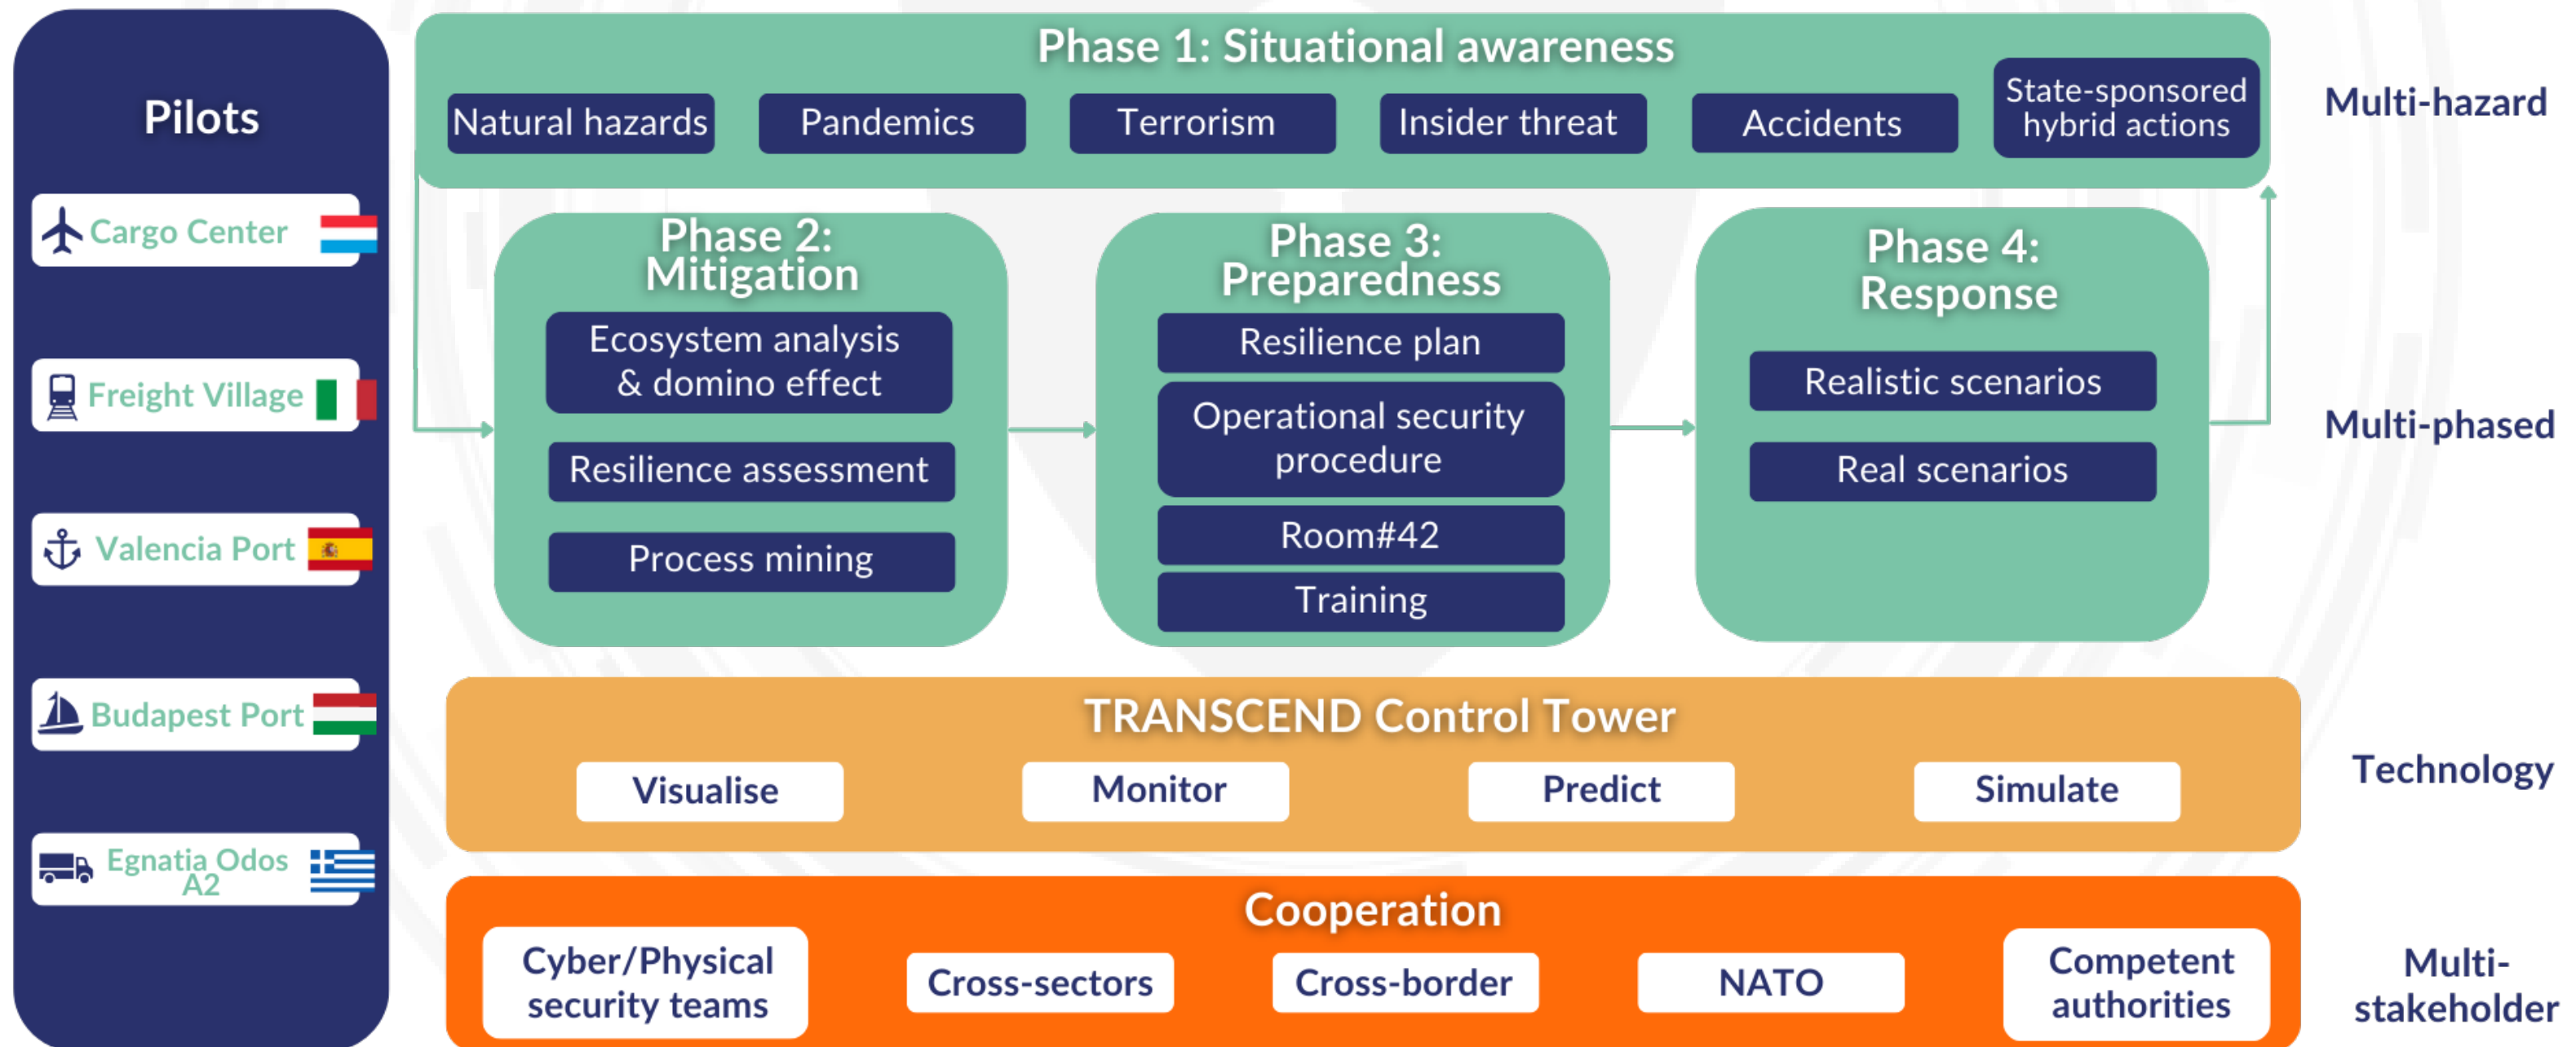 Pilots
Cargo Center
Freight Village
Valencia Port
Budapest Port
Egnatia Odos
A2
Phase 1: Situational awareness
Natural hazards
Pandemics
Terrorism
Insider threat
Accidents
State-sponsored
hybrid actions
Multi-hazard
Phase 2:
Mitigation
Ecosystem analysis
& domino effect
Resilience assessment
Process mining
Phase 3:
Preparedness
Resilience plan
Operational security
procedure
Room#42
Training
Phase 4:
Response
Realistic scenarios
Real scenarios
Multi-phased
TRANSCEND Control Tower
Visualise
Monitor
Predict
Simulate
Technology
Cooperation
Cyber/Physical
security teams
Cross-sectors
Cross-border
NATO
Competent
authorities
Multi-
stakeholder